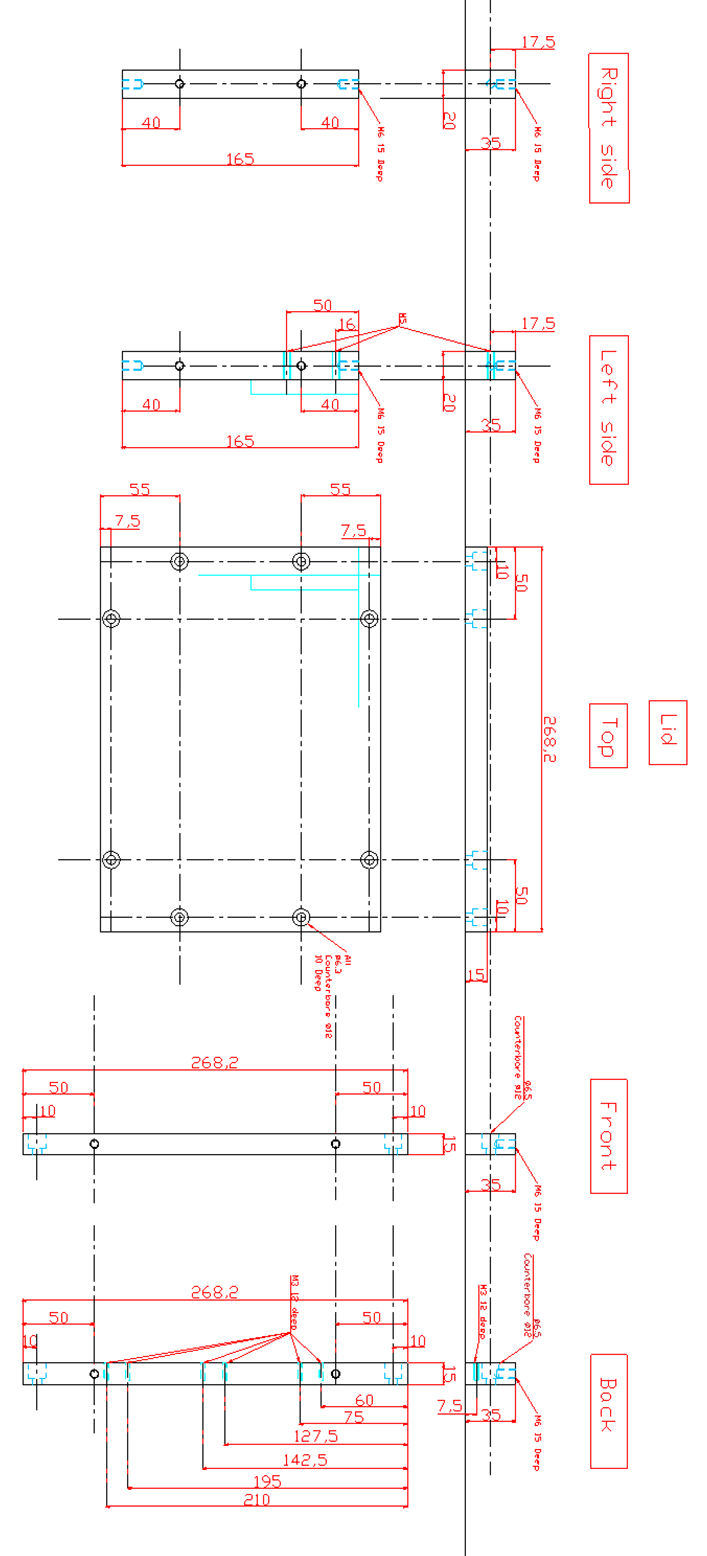 Lid
Right side
17,5
20
35
M6 15 Deep
M6 15 Deep
40
40
165
Left side
17,5
50
16
M5
20
35
M6 15 Deep
M6 15 Deep
40
40
165
Top
55
55
7,5
7,5
10
50
268,2
50
10
15
All
ø6.3
Counterbore ø12
10 Deep
Front
ø6,5
Counterbore ø12
268,2
50
50
10
10
15
35
M6 15 Deep
Back
ø6,5
Counterbore ø12
M3 12 deep
M3 12 deep
268,2
50
50
10
10
15
7,5
35
M6 15 Deep
60
75
127,5
142,5
195
210